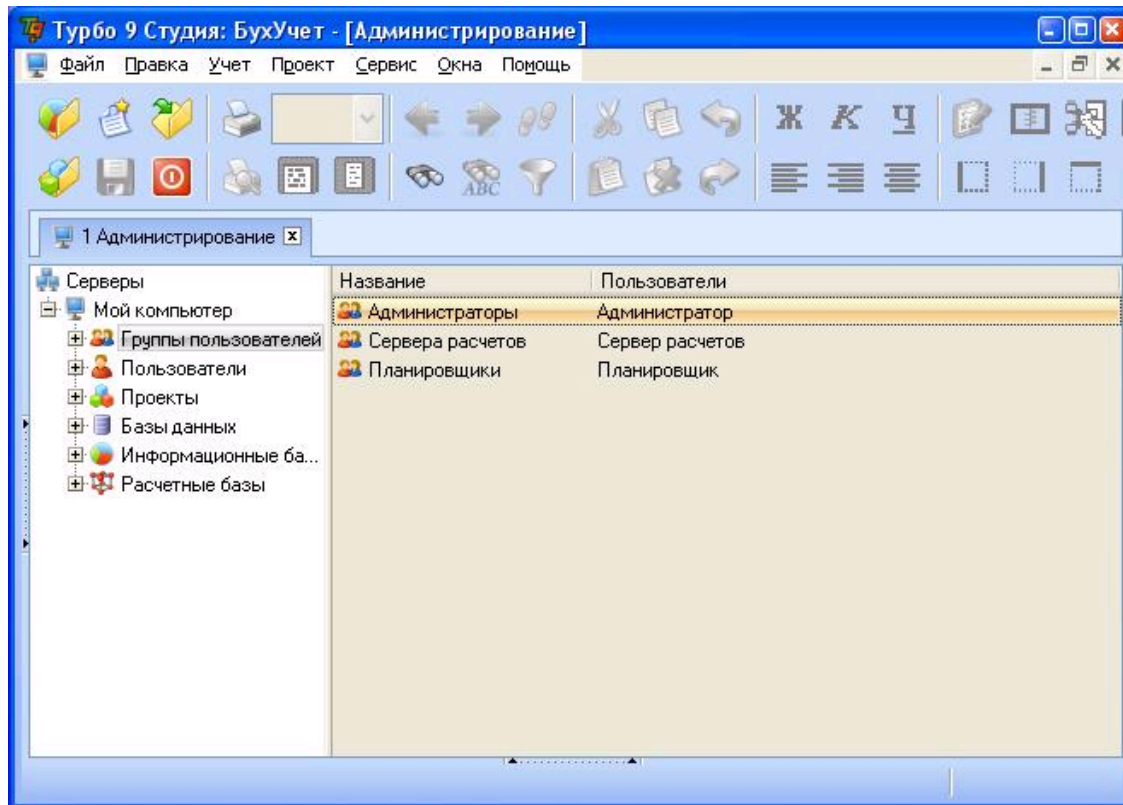 Турбо 9 Студия: БухУчет - [Администрирование]
Файл Правка Учет Проект Сервис Окна Помощь
Ж К Ч
ABC
1 Администрирование
Серверы
Мой компьютер
Группы пользователей
Пользователи
Проекты
Базы данных
Информационные ба...
Расчетные базы
Название Пользователи
Администраторы Администратор
Сервера расчетов Сервер расчетов
Планировщики Планировщик